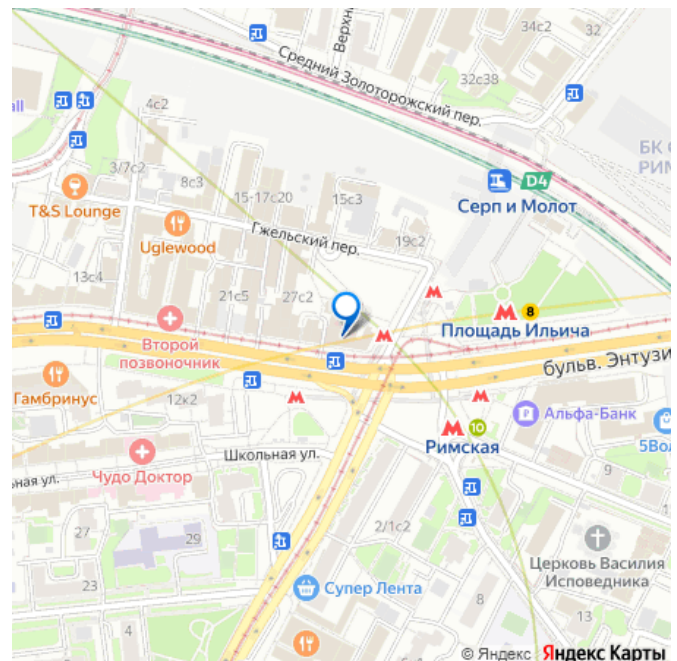 34с2
32
Средний Золоторожский пер.
Верхн
32с38
4с2
all
БК
РИМ
3/7с2
8с3
15-17с20
15с3
D4
Серп и Молот
T&S Lounge
Uglewood
Гжельский пер.
19с2
13с4
21с5
27с2
8
Площадь Ильича
Второй
позвоночник
бульв. Энтузи
Гамбринус
12к2
Альфа-Банк
10
Римская
5Вол
Школьная ул.
Чудо Доктор
ная ул.
9
27
29
2/1с2
Церковь Василия
Исповедника
23
Супер Лента
8
13
4
© Яндекс Яндекс Карты